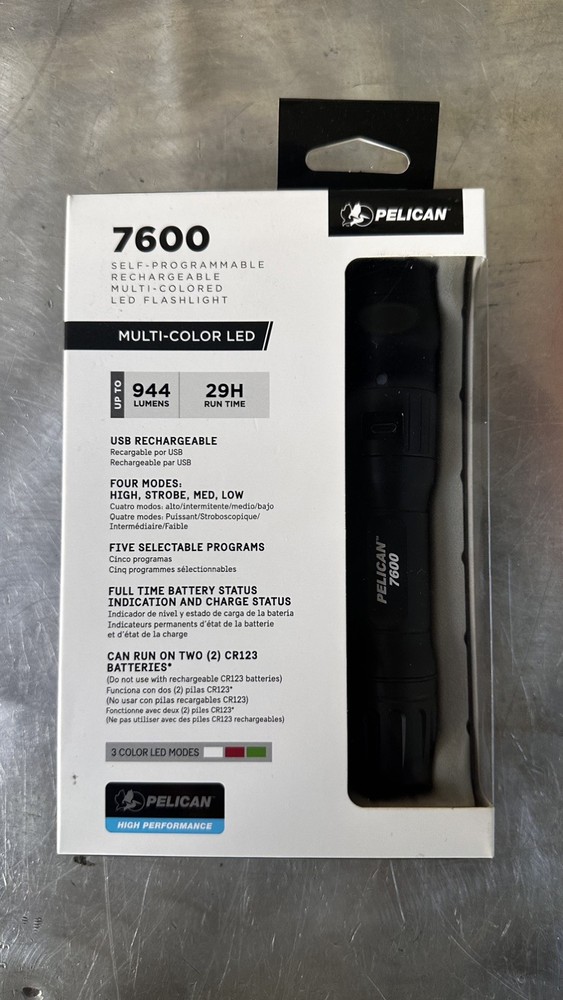 PELICAN™
7600
SELF-PROGRAMMABLE
RECHARGEABLE
MULTI-COLORED
LED FLASHLIGHT
MULTI-COLOR LED
UP TO
944
LUMENS
29H
RUN TIME
USB RECHARGEABLE
Recargable por USB
Rechargeable par USB
FOUR MODES:
HIGH, STROBE, MED, LOW
Cuatro modos: alto/intermitente/medio/bajo
Quatre modes: Puissant/Stroboscopique/
Intermédiaire/Faible
FIVE SELECTABLE PROGRAMS
Cinco programas
Cinq programmes sélectionnables
FULL TIME BATTERY STATUS
INDICATION AND CHARGE STATUS
Indicador de nivel y estado de carga de la batería
Indicateurs permanents d'état de la batterie
et d'état de la charge
CAN RUN ON TWO (2) CR123
BATTERIES*
(Do not use with rechargeable CR123 batteries)
Funciona con dos (2) pilas CR123*
(No usar con pilas recargables CR123)
Fonctionne avec deux (2) piles CR123*
(Ne pas utiliser avec des piles CR123 rechargeables)
3 COLOR LED MODES
PELICAN™
HIGH PERFORMANCE
PELICAN™
7600